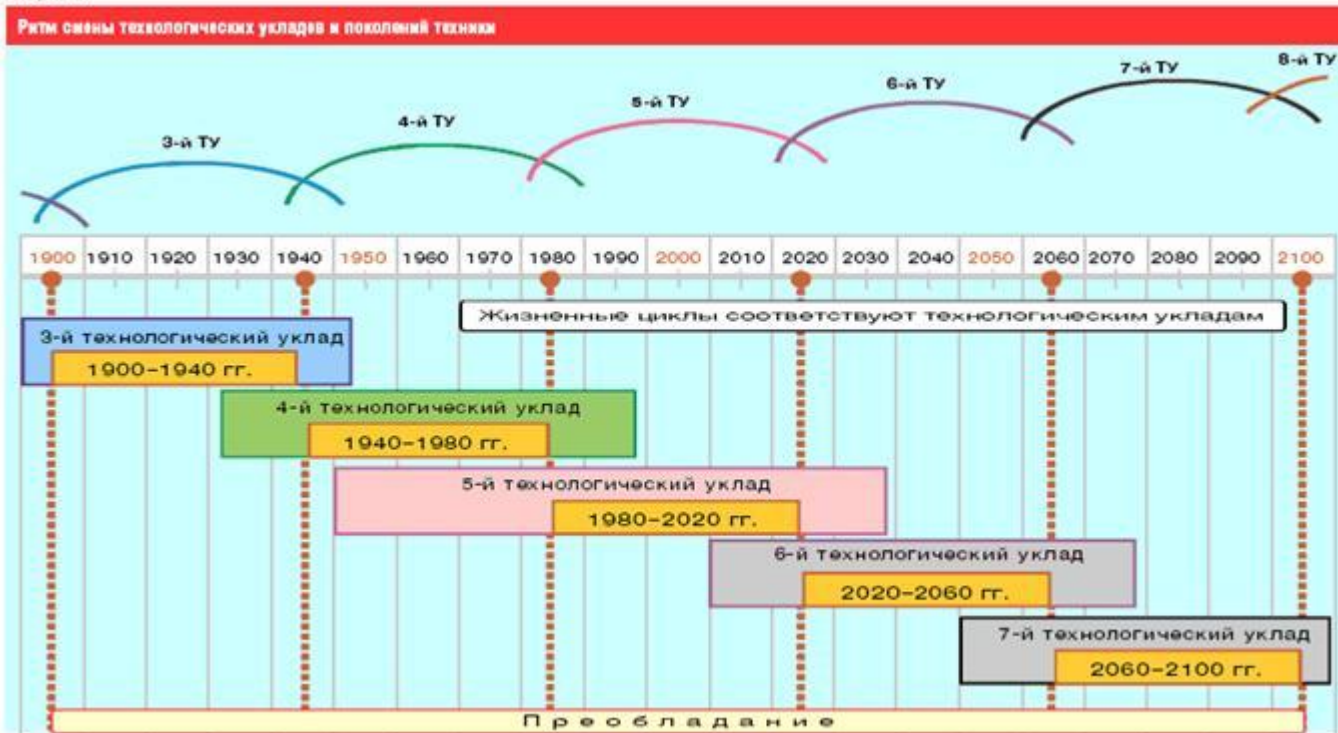 Ритм смены технологических укладов и поколений техники
3-й ТУ
4-й ТУ
5-й ТУ
6-й ТУ
7-й ТУ
8-й ТУ
1900 1910 1920 1930 1940 1950 1960 1970 1980 1990 2000 2010 2020 2030 2040 2050 2060 2070 2080 2090 2100
Жизненные циклы соответствуют технологическим укладам
3-й технологический уклад
1900–1940 гг.
4-й технологический уклад
1940–1980 гг.
5-й технологический уклад
1980–2020 гг.
6-й технологический уклад
2020–2060 гг.
7-й технологический уклад
2060–2100 гг.
Преобладание